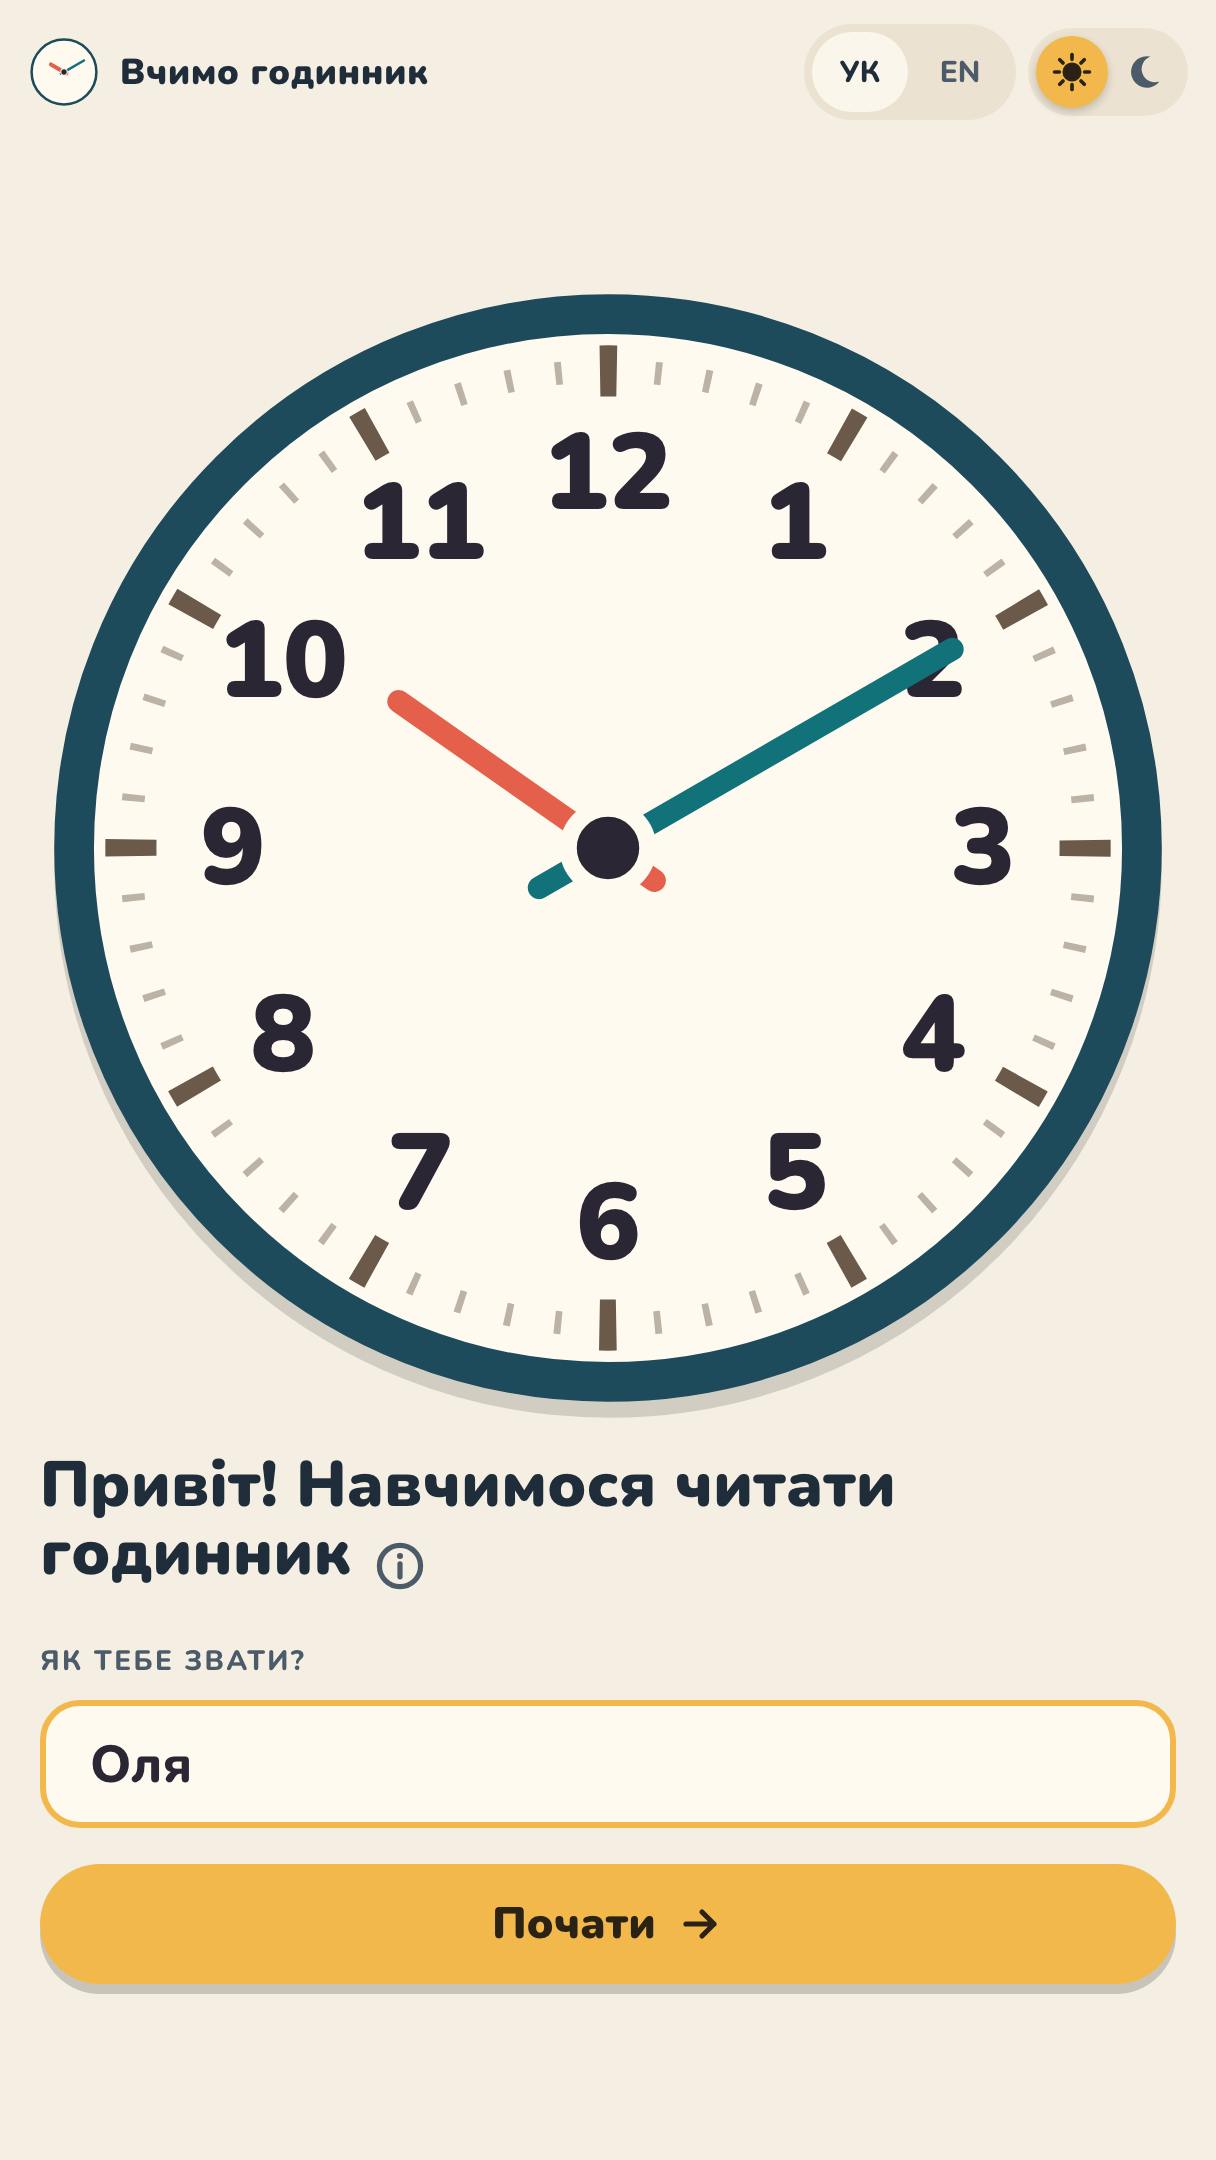 Вчимо годинник
УК EN
12
11 1
10 2
9 3
8 4
7 5
6
Привіт! Навчимося читати
годинник
ЯК ТЕБЕ ЗВАТИ?
Оля
Почати →